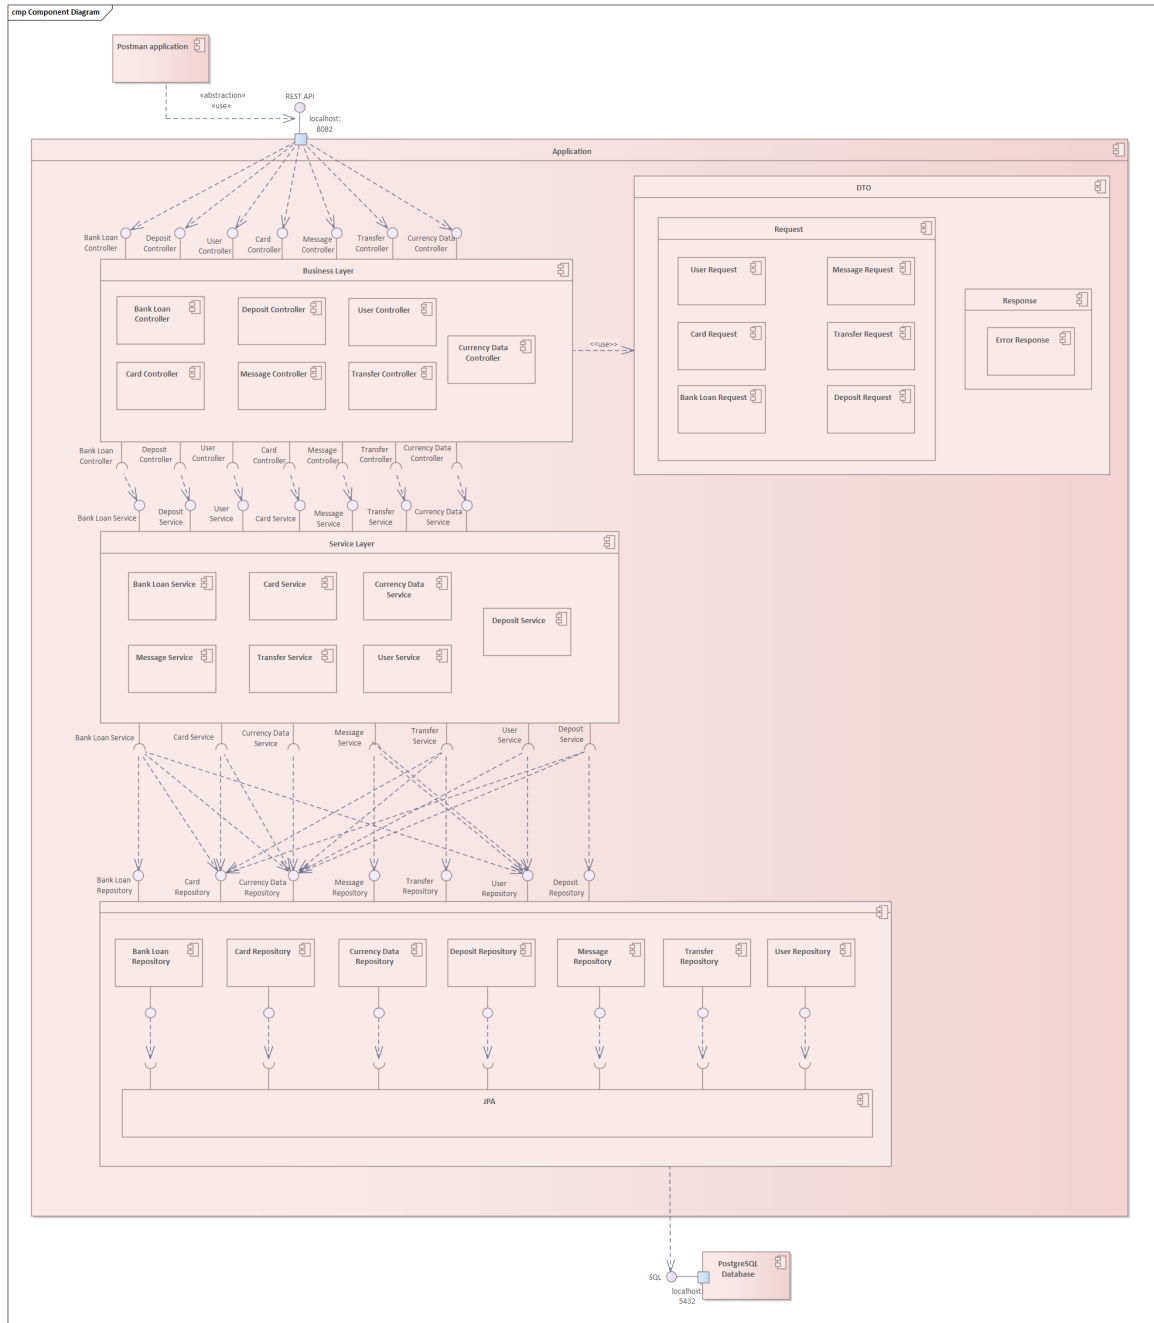 cmp Component Diagram
Postman application
«abstraction»
«use»
REST API
localhost:
8082
Application
Bank Loan
Controller
Deposit
Controller
User
Controller
Card
Controller
Message
Controller
Transfer
Controller
Currency Data
Controller
Business Layer
Bank Loan
Controller
Deposit Controller
User Controller
Currency Data
Controller
Card Controller
Message Controller
Transfer Controller
<<use>>
DTO
Request
User Request
Message Request
Card Request
Transfer Request
Bank Loan Request
Deposit Request
Response
Error Response
Bank Loan
Controller
Deposit
Controller
User
Controller
Card
Controller
Message
Controller
Transfer
Controller
Currency Data
Controller
Bank Loan Service
Deposit
Service
User
Service
Card Service
Message
Service
Transfer
Service
Currency Data
Service
Service Layer
Bank Loan Service
Card Service
Currency Data
Service
Deposit Service
Message Service
Transfer Service
User Service
Bank Loan Service
Card Service
Currency Data
Service
Message
Service
Transfer
Service
User
Service
Deposit
Service
Bank Loan
Repository
Card
Repository
Currency Data
Repository
Message
Repository
Transfer
Repository
User
Repository
Deposit
Repository
Bank Loan
Repository
Card Repository
Currency Data
Repository
Deposit Repository
Message
Repository
Transfer
Repository
User Repository
JPA
SQL
localhost:
5432
PostgreSQL
Database